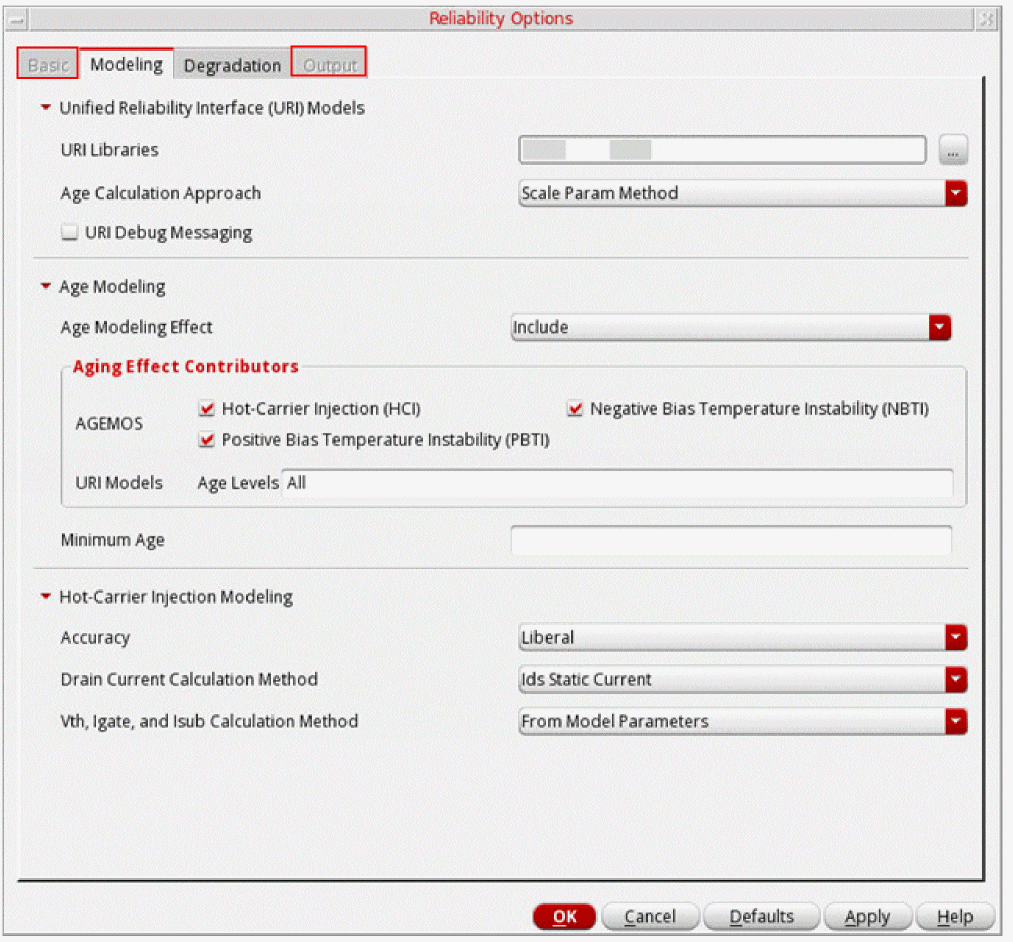 Reliability Options
Basic Modeling Degradation Output
Unified Reliability Interface (URI) Models
URI Libraries ...
Age Calculation Approach Scale Param Method
URI Debug Messaging
Age Modeling
Age Modeling Effect Include
Aging Effect Contributors
AGEMOS Hot-Carrier Injection (HCI) Negative Bias Temperature Instability (NBTI)
Positive Bias Temperature Instability (PBTI)
URI Models Age Levels All
Minimum Age
Hot-Carrier Injection Modeling
Accuracy Liberal
Drain Current Calculation Method Ids Static Current
Vth, Igate, and Isub Calculation Method From Model Parameters
OK Cancel Defaults Apply Help